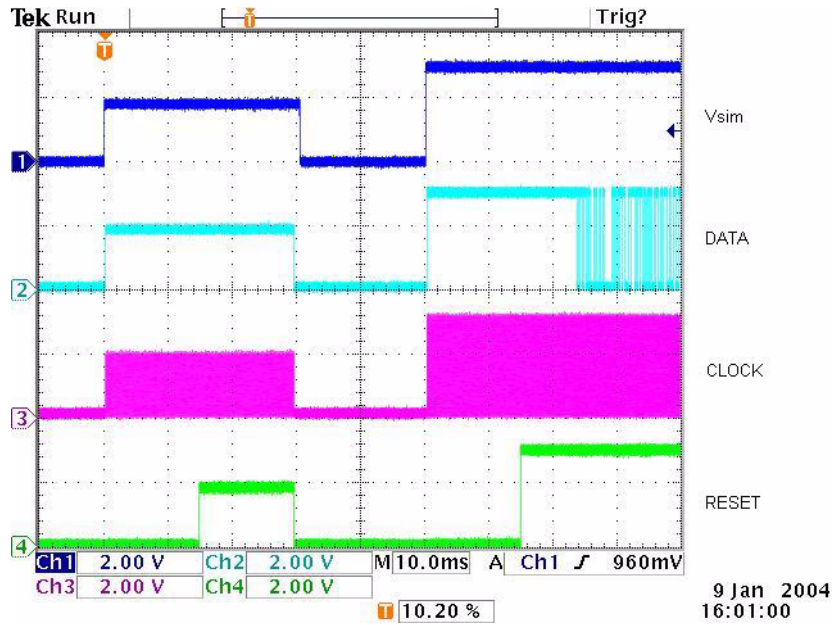 Tek Run Trig?
T
T
1 Vsim
2 DATA
3 CLOCK
4 RESET
Ch1 2.00 V Ch2 2.00 V M 10.0ms A Ch1 960mV
Ch3 2.00 V Ch4 2.00 V
T 10.20 %
9 Jan 2004
16:01:00